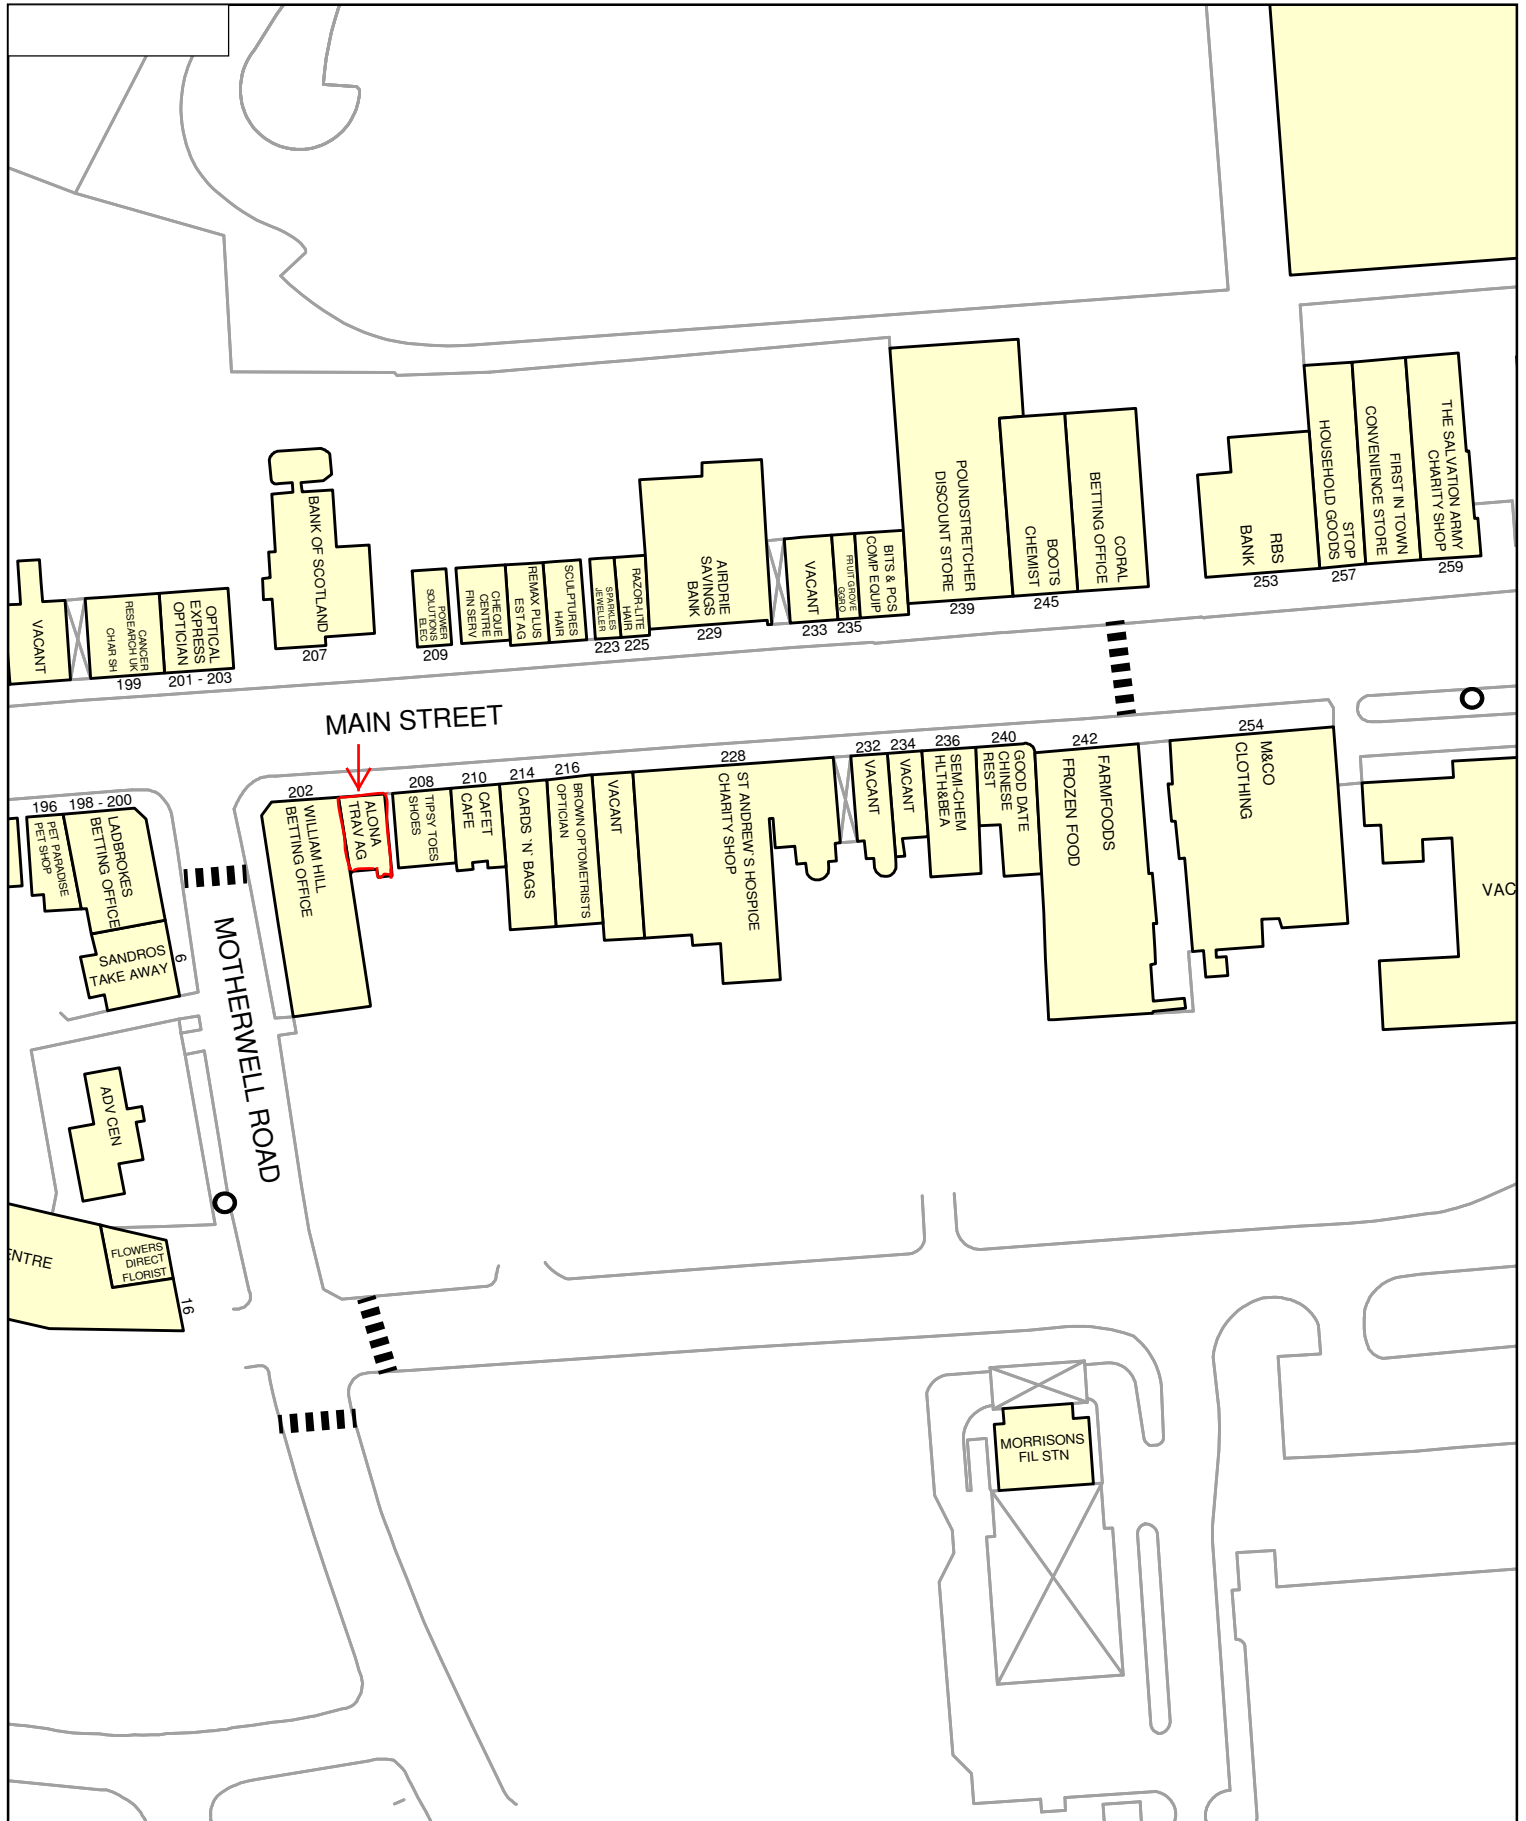 THE SALVATION ARMY
CHARITY SHOP
259
FIRST IN TOWN
CONVENIENCE STORE
STOP
HOUSEHOLD GOODS
257
RBS
BANK
253
CORAL
BETTING OFFICE
BOOTS
CHEMIST
245
POUNDSTRETCHER
DISCOUNT STORE
239
BITS & PCS
COMP EQUIP
FRUIT GROVE
GGRO
235
VACANT
233
AIRDRIE
SAVINGS
BANK
229
RAZOR-LITE
HAIR
225
SPARKLES
JEWELLER
223
SCULPTURES
HAIR
REMAX PLUS
EST AG
CHEQUE
CENTRE
FIN SERV
POWER
SOLUTIONS
ELEC
209
BANK OF SCOTLAND
207
OPTICAL
EXPRESS
OPTICIAN
201 - 203
CANCER
RESEARCH UK
CHAR SH
199
VACANT
MAIN STREET
196
PET PARADISE
PET SHOP
198 - 200
LADBROKES
BETTING OFFICE
SANDROS
TAKE AWAY
6
202
WILLIAM HILL
BETTING OFFICE
ALONA
TRAV AG
208
TIPSY TOES
SHOES
210
CAFET
CAFE
214
CARDS `N` BAGS
216
BROWN OPTOMETRISTS
OPTICIAN
VACANT
228
ST ANDREW`S HOSPICE
CHARITY SHOP
232
VACANT
234
VACANT
236
SEMI-CHEM
HLTH&BEA
240
GOOD DATE
CHINESE
REST
242
FARMFOODS
FROZEN FOOD
254
M&CO
CLOTHING
VAC
MOTHERWELL ROAD
ADV CEN
ENTRE
FLOWERS
DIRECT
FLORIST
16
MORRISONS
FIL STN